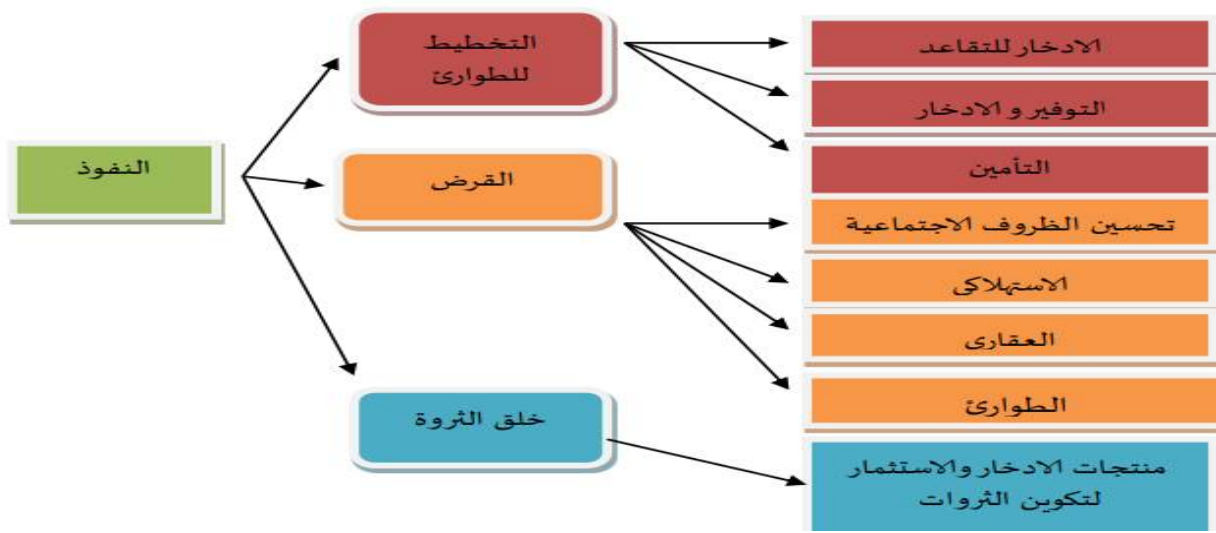 النفوذ
التخطيط
للطوارئ
القرض
خلق الثروة
الادخار للتقاعد
التوفير و الادخار
التأمين
تحسين الظروف الاجتماعية
الاستهلاكي
العقاري
الطوارئ
منتجات الادخار والاستثمار
لتكوين الثروات